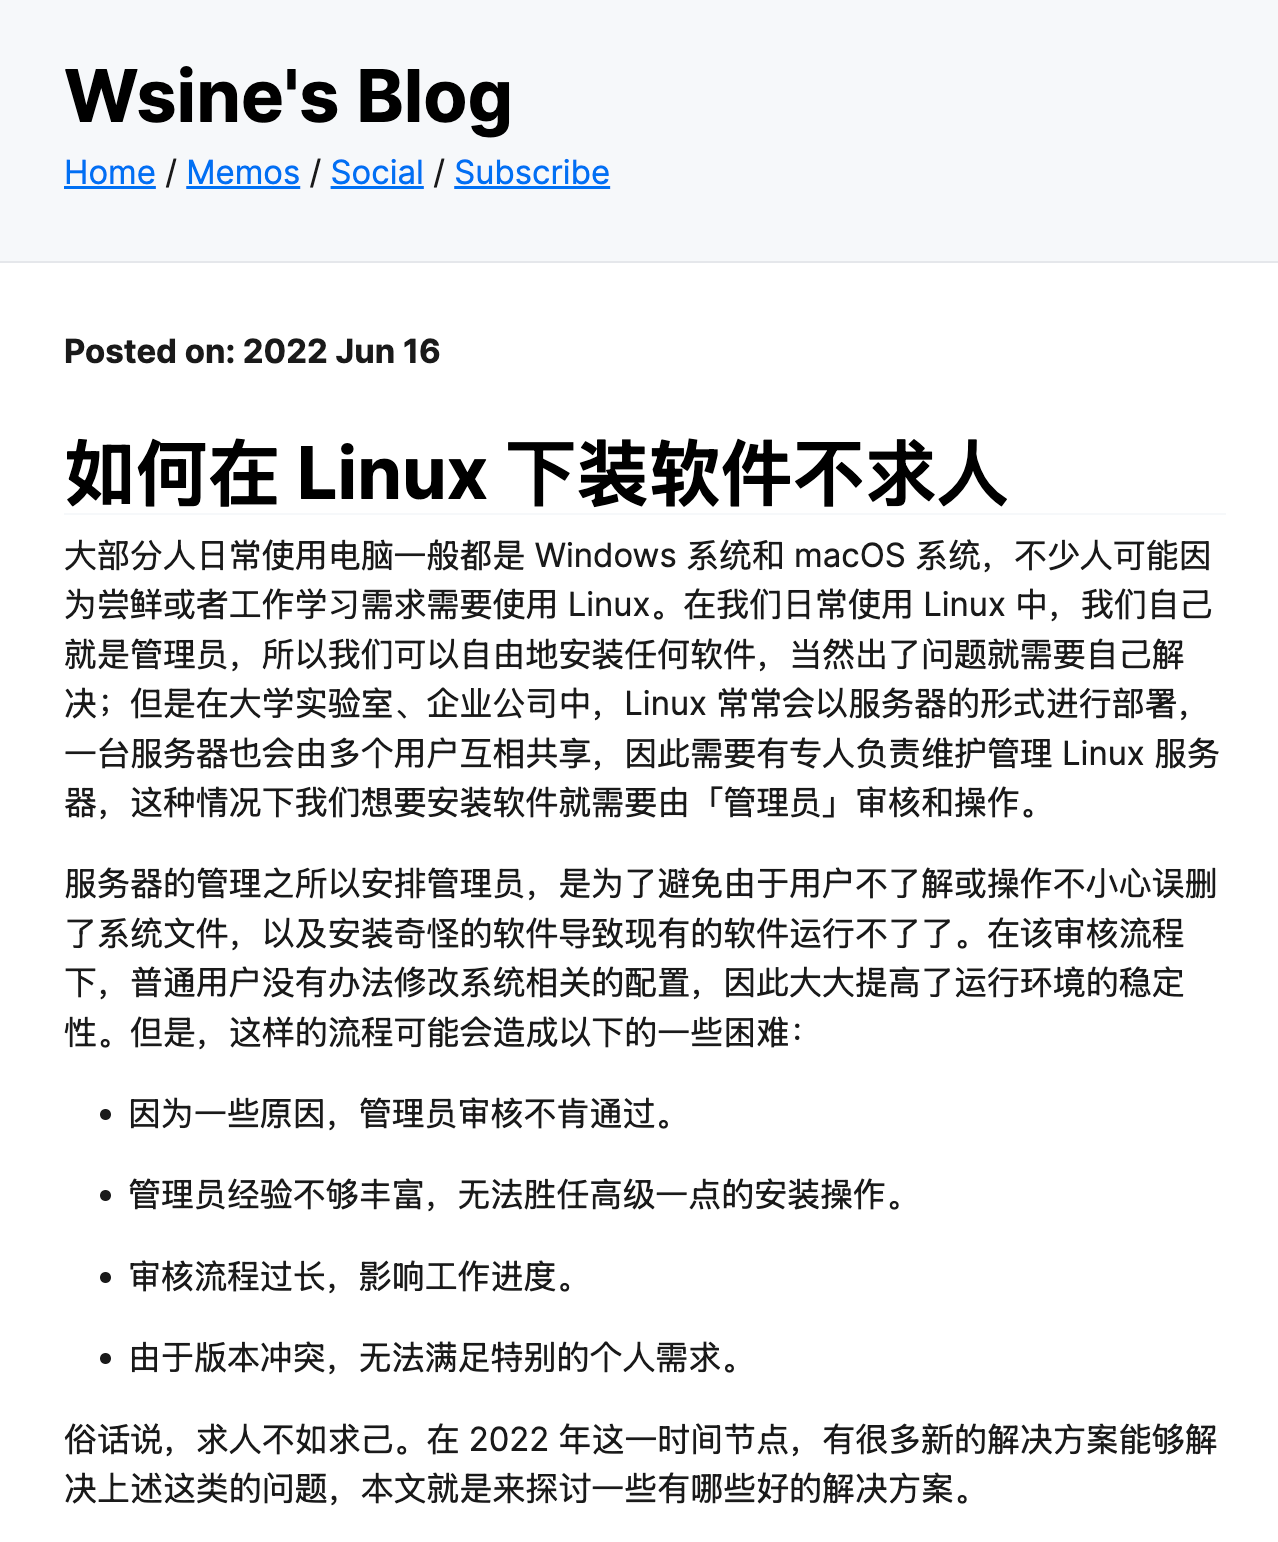 Wsine's Blog
Home / Memos / Social / Subscribe
Posted on: 2022 Jun 16
如何在 Linux 下装软件不求人
大部分人日常使用电脑一般都是 Windows 系统和 macOS 系统，不少人可能因
为尝鲜或者工作学习需求需要使用 Linux。在我们日常使用 Linux 中，我们自己
就是管理员，所以我们可以自由地安装任何软件，当然出了问题就需要自己解
决；但是在大学实验室、企业公司中，Linux 常常会以服务器的形式进行部署，
一台服务器也会由多个用户互相共享，因此需要有专人负责维护管理 Linux 服务
器，这种情况下我们想要安装软件就需要由「管理员」审核和操作。
服务器的管理之所以安排管理员，是为了避免由于用户不了解或操作不小心误删
了系统文件，以及安装奇怪的软件导致现有的软件运行不了了。在该审核流程
下，普通用户没有办法修改系统相关的配置，因此大大提高了运行环境的稳定
性。但是，这样的流程可能会造成以下的一些困难：
• 因为一些原因，管理员审核不肯通过。
• 管理员经验不够丰富，无法胜任高级一点的安装操作。
• 审核流程过长，影响工作进度。
• 由于版本冲突，无法满足特别的个人需求。
俗话说，求人不如求己。在 2022 年这一时间节点，有很多新的解决方案能够解
决上述这类的问题，本文就是来探讨一些有哪些好的解决方案。